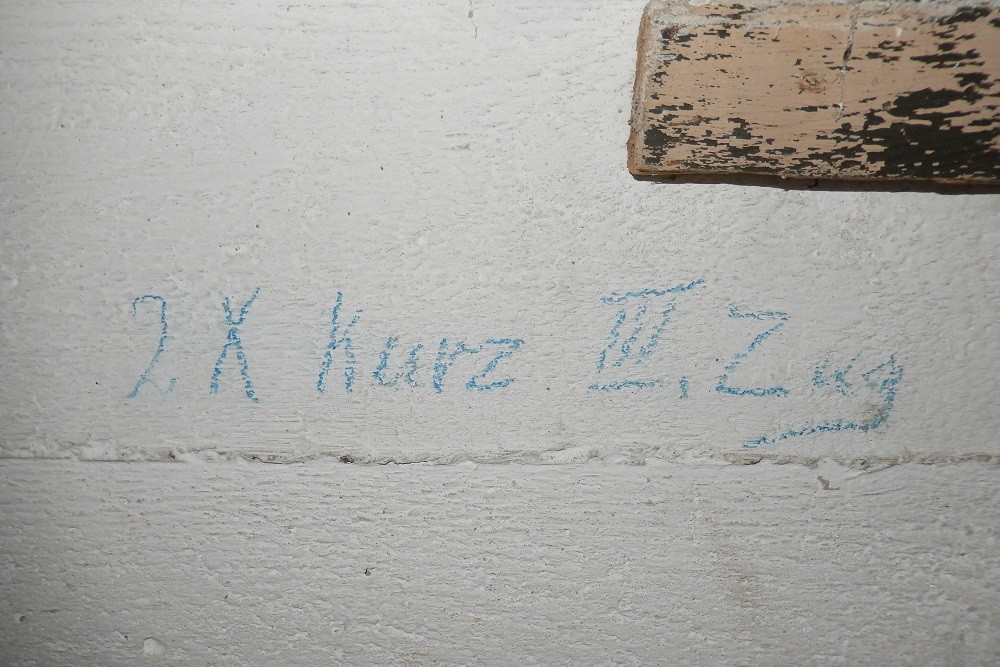 2. X Kurz III. Zug